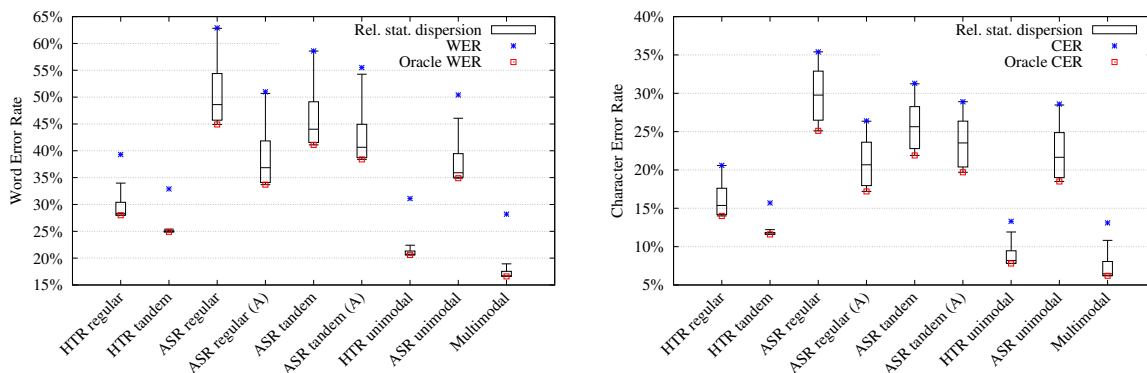 65%
60%
55%
50%
45%
40%
35%
30%
25%
20%
15%
Word Error Rate
Rel. stat. dispersion
WER
Oracle WER
HTR regular
HTR tandem
ASR regular
ASR regular (A)
ASR tandem
ASR tandem (A)
HTR unimodal
ASR unimodal
Multimodal
40%
35%
30%
25%
20%
15%
10%
5%
Character Error Rate
Rel. stat. dispersion
CER
Oracle CER
HTR regular
HTR tandem
ASR regular
ASR regular (A)
ASR tandem
ASR tandem (A)
HTR unimodal
ASR unimodal
Multimodal